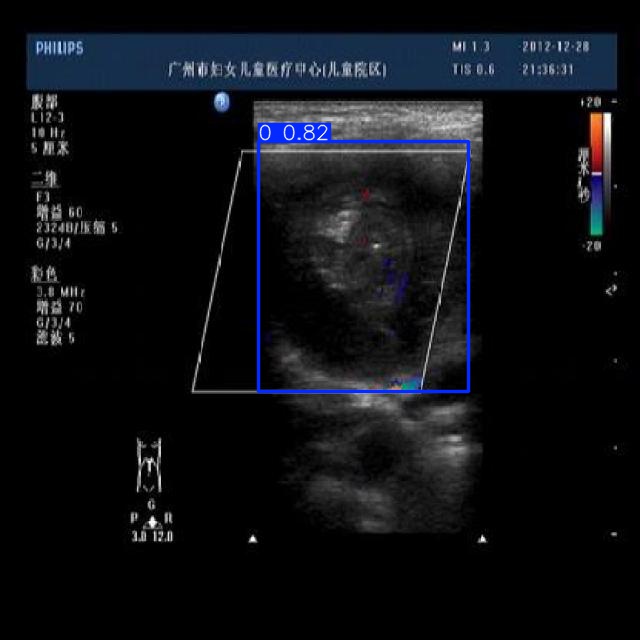 PHILIPS
MI 1.3 2012-12-28
广州市妇女儿童医疗中心(儿童院区)
TIS 0.6 21:36:31
腹部
L12-3
10 Hz
5 厘米
二维
F3
增益 60
232dB/压缩 5
G/3/4
彩色
3.0 MHz
增益 70
G/3/4
滤波 5
0 0.82
+20
厘米/秒
-20
G
P R
3.0 12.0